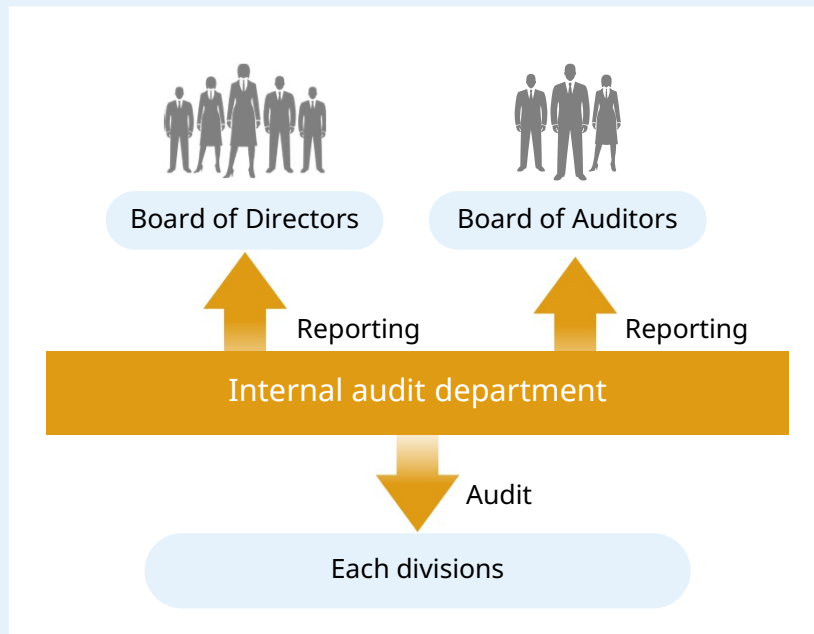 Board of Directors
Board of Auditors
Reporting
Reporting
Internal audit department
Audit
Each divisions